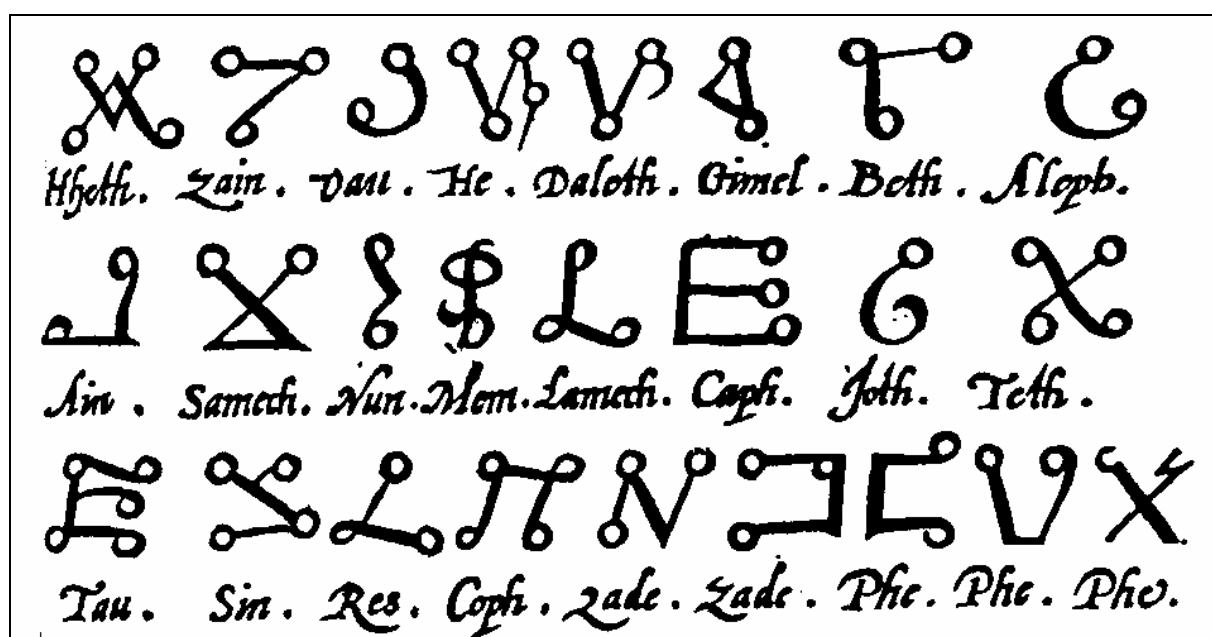 Hheth. Zain. Vau. He. Daleth. Gimel. Beth. Aleph.
Ain. Samech. Nun. Mem. Lamech. Caph. Joth. Teth.
Tau. Sin. Res. Coph. Zade. Zade. Phe. Phe. Phe.